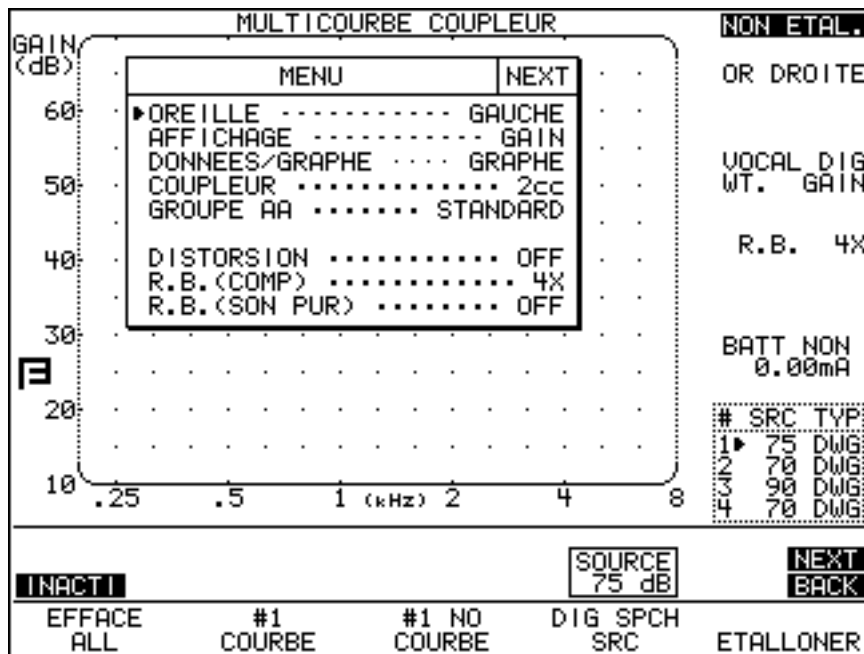 MULTICOURBE COUPLEUR
NON ETAL.
GAIN
(dB)
OR DROITE
MENU NEXT
OREILLE ----------- GAUCHE
AFFICHAGE ----------- GAIN
DONNEES/GRAPHE ···· GRAPHE
COUPLEUR ············· 2cc
GROUPE AA ······· STANDARD
DISTORSION ··········· OFF
R.B.(COMP) ············ 4X
R.B.(SON PUR) ········ OFF
60
50
40
30
20
10
.25 .5 1 (kHz) 2 4 8
VOCAL DIG
WT. GAIN
R.B. 4X
BATT NON
0.00mA
# SRC TYP
1 75 DWG
2 70 DWG
3 90 DWG
4 70 DWG
INACTI
SOURCE
75 dB
NEXT
BACK
EFFACE
ALL
#1
COURBE
#1 NO
COURBE
DIG SPCH
SRC
ETALLONER